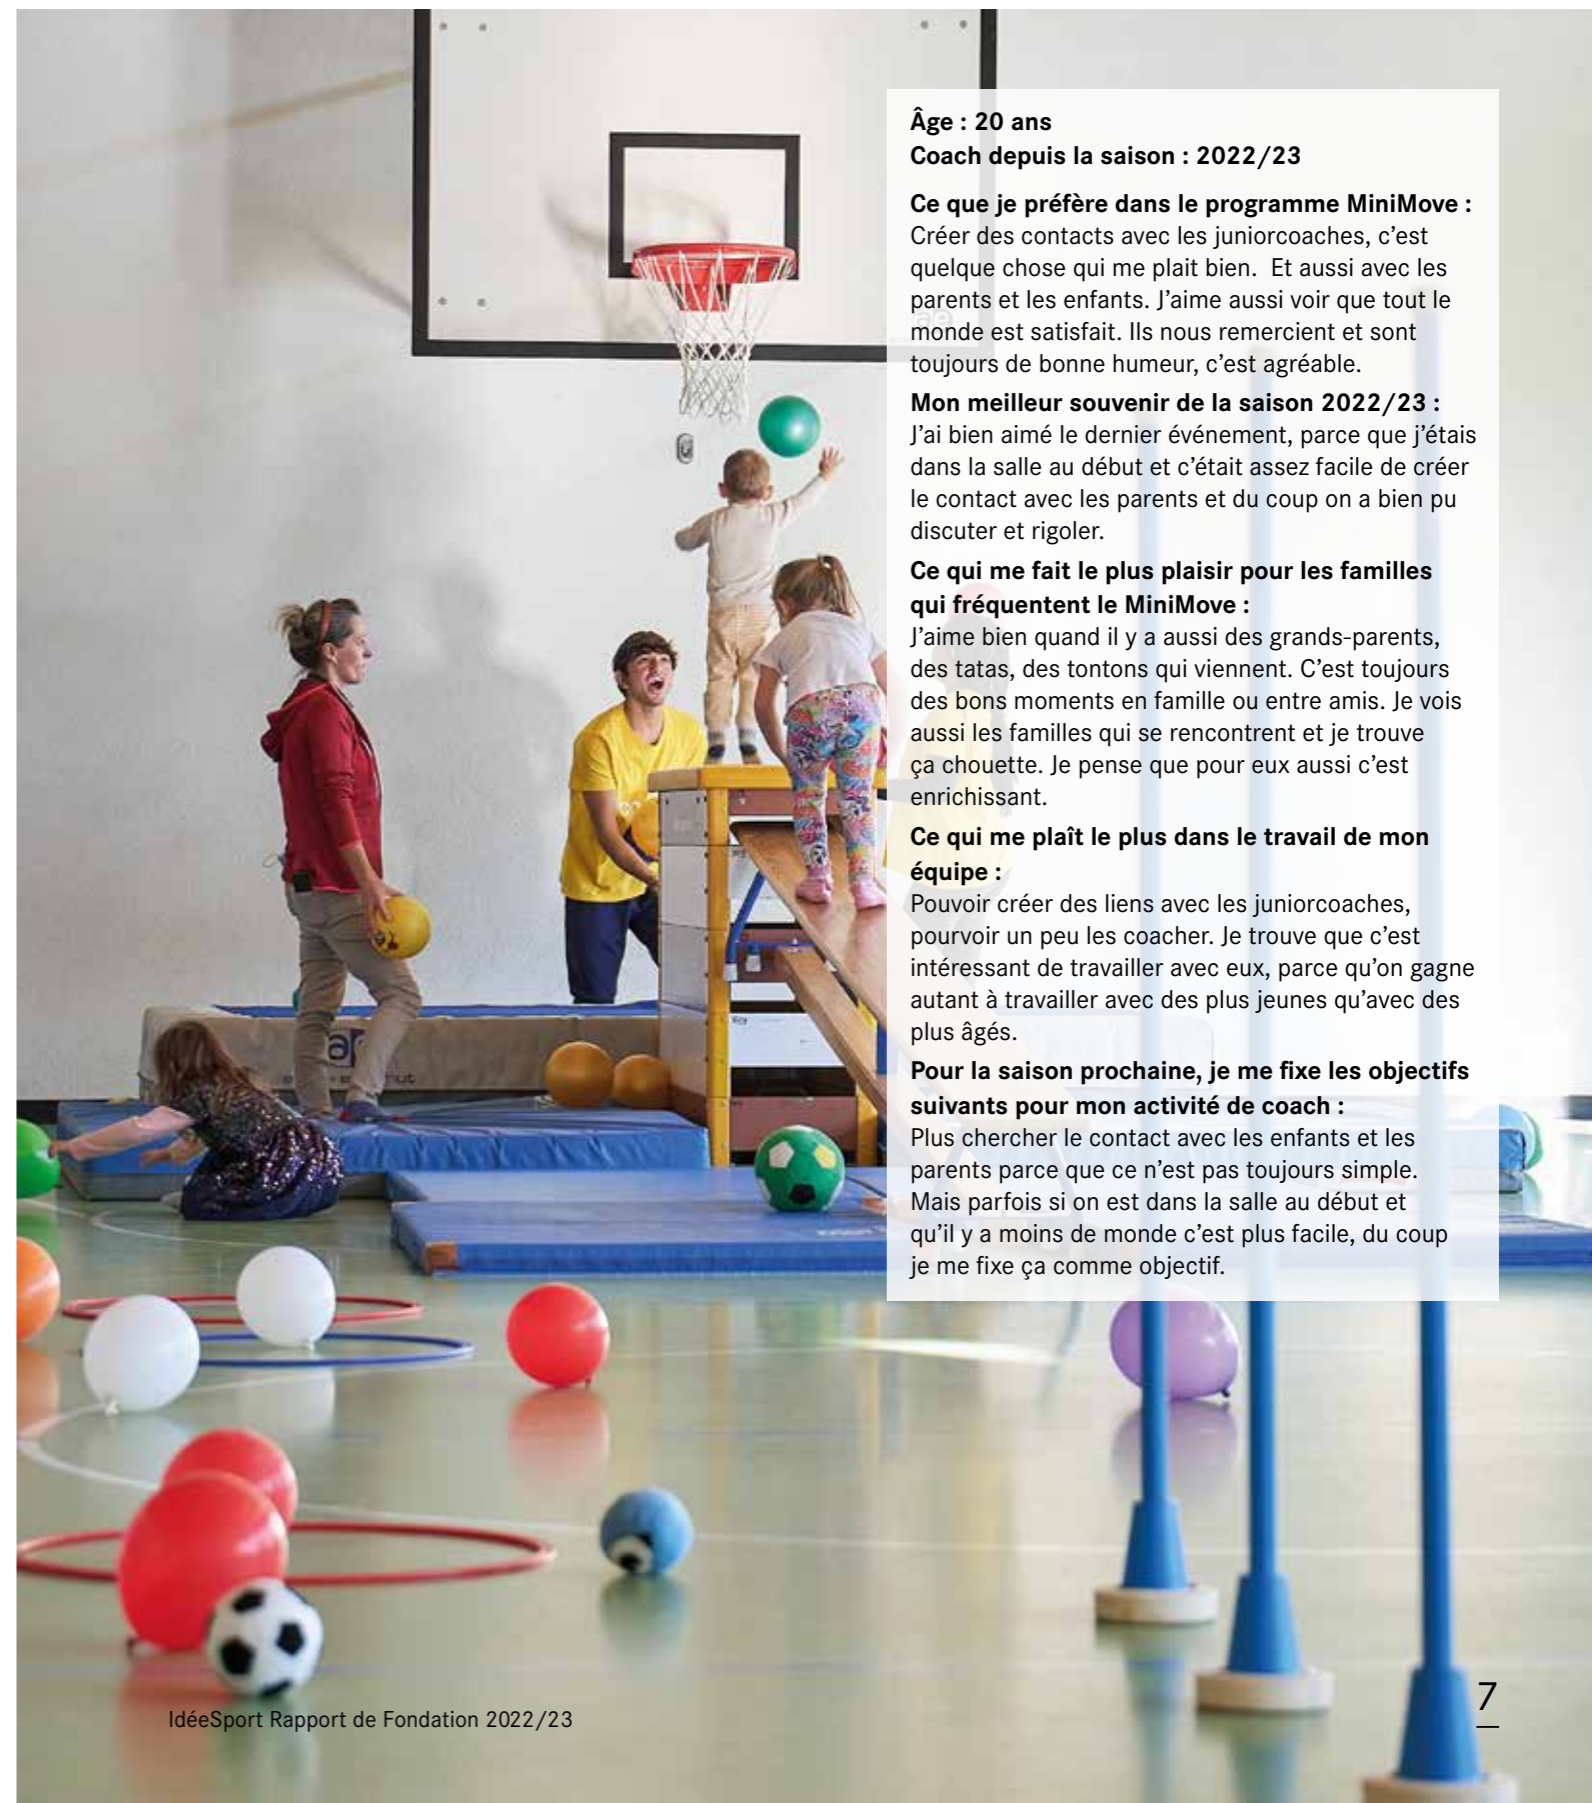 Âge : 20 ans
Coach depuis la saison : 2022/23
Ce que je préfère dans le programme MiniMove :
Créer des contacts avec les juniorcoaches, c'est
quelque chose qui me plait bien.  Et aussi avec les
parents et les enfants. J'aime aussi voir que tout le
monde est satisfait. Ils nous remercient et sont
toujours de bonne humeur, c'est agréable.
Mon meilleur souvenir de la saison 2022/23 :
J'ai bien aimé le dernier événement, parce que j'étais
dans la salle au début et c'était assez facile de créer
le contact avec les parents et du coup on a bien pu
discuter et rigoler.
Ce qui me fait le plus plaisir pour les familles
qui fréquentent le MiniMove :
J'aime bien quand il y a aussi des grands-parents,
des tatas, des tontons qui viennent. C'est toujours
des bons moments en famille ou entre amis. Je vois
aussi les familles qui se rencontrent et je trouve
ça chouette. Je pense que pour eux aussi c'est
enrichissant.
Ce qui me plaît le plus dans le travail de mon
équipe :
Pouvoir créer des liens avec les juniorcoaches,
pourvoir un peu les coacher. Je trouve que c'est
intéressant de travailler avec eux, parce qu'on gagne
autant à travailler avec des plus jeunes qu'avec des
plus âgés.
Pour la saison prochaine, je me fixe les objectifs
suivants pour mon activité de coach :
Plus chercher le contact avec les enfants et les
parents parce que ce n'est pas toujours simple.
Mais parfois si on est dans la salle au début et
qu'il y a moins de monde c'est plus facile, du coup
je me fixe ça comme objectif.
IdéeSport Rapport de Fondation 2022/23
7